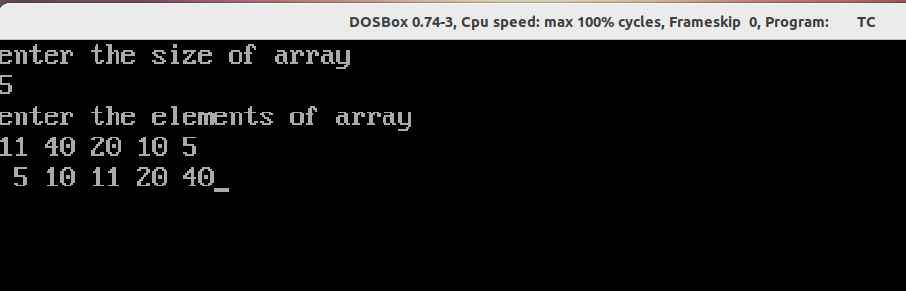 DOSBox 0.74-3, Cpu speed: max 100% cycles, Frameskip 0, Program: TC
enter the size of array
5
enter the elements of array
11 40 20 10 5
5 10 11 20 40_